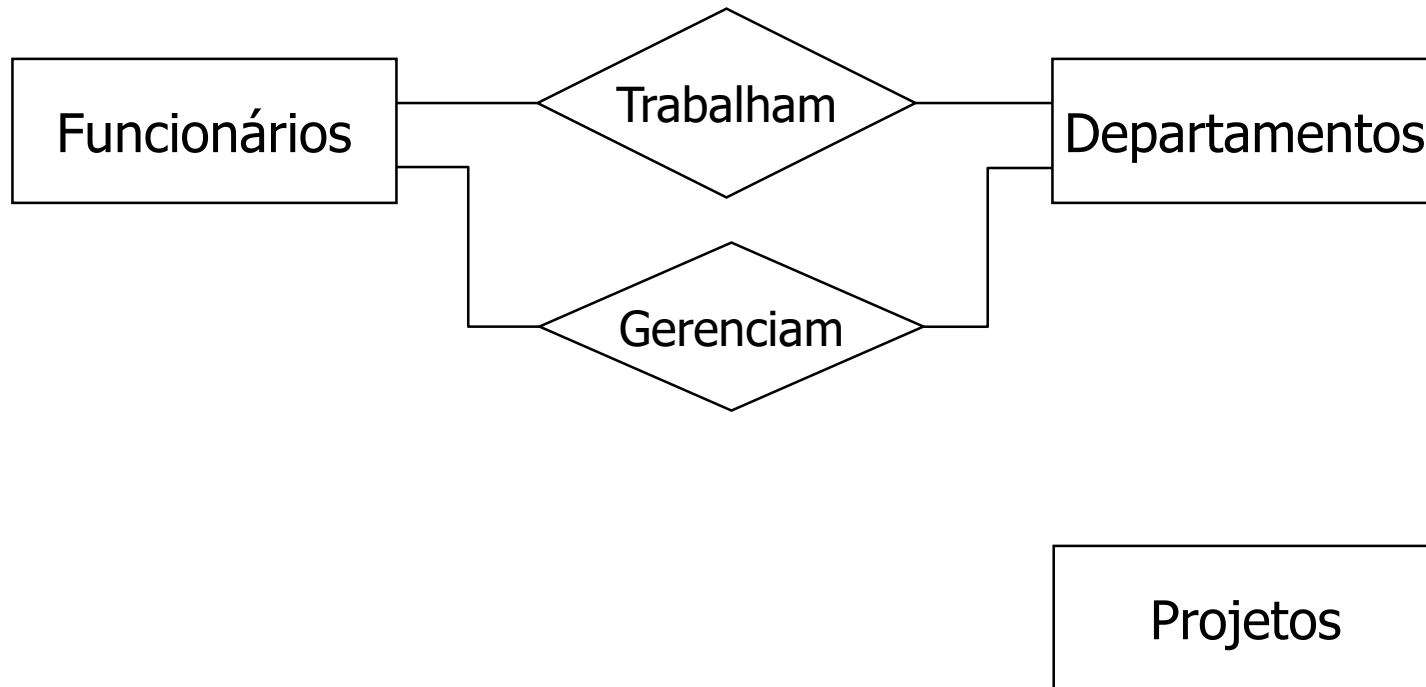 Trabalham
Funcionários
Departamentos
Gerenciam
Projetos